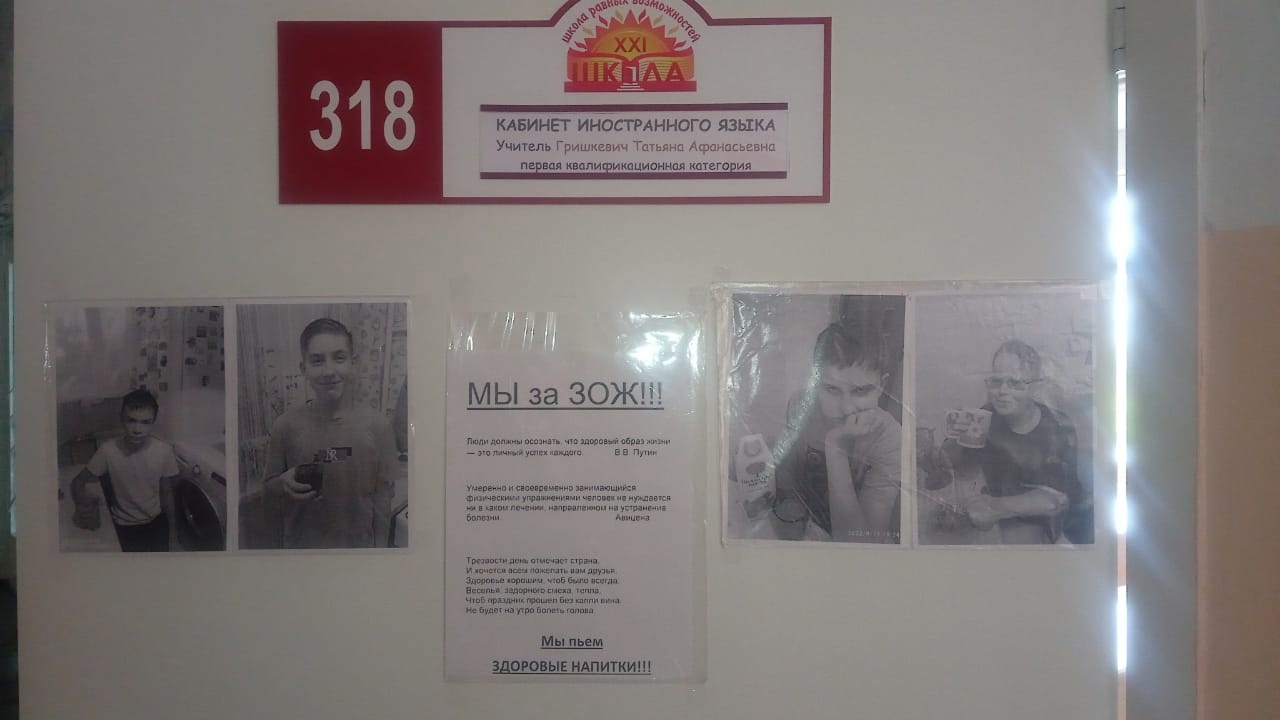 школа равных возможностей
XXI
ШК1ЛА
318
КАБИНЕТ ИНОСТРАННОГО ЯЗЫКА
Учитель Гришкевич Татьяна Афанасьевна
первая квалификационная категория
МЫ за ЗОЖ!!!
Люди должны осознать, что здоровый образ жизни
— это личный успех каждого В.В. Путин
Умеренно и своевременно занимающийся
физическими упражнениями человек не нуждается
ни в каком лечении, направленном на устранение
болезни. Авицена
Трезвости день отмечает страна,
И хочется всем пожелать вам друзья,
Здоровье хорошим, чтоб было всегда,
Веселья, задорного смеха, тепла,
Чтоб праздник прошел без капли вина,
Не будет на утро болеть голова.
Мы пьем
ЗДОРОВЫЕ НАПИТКИ!!!